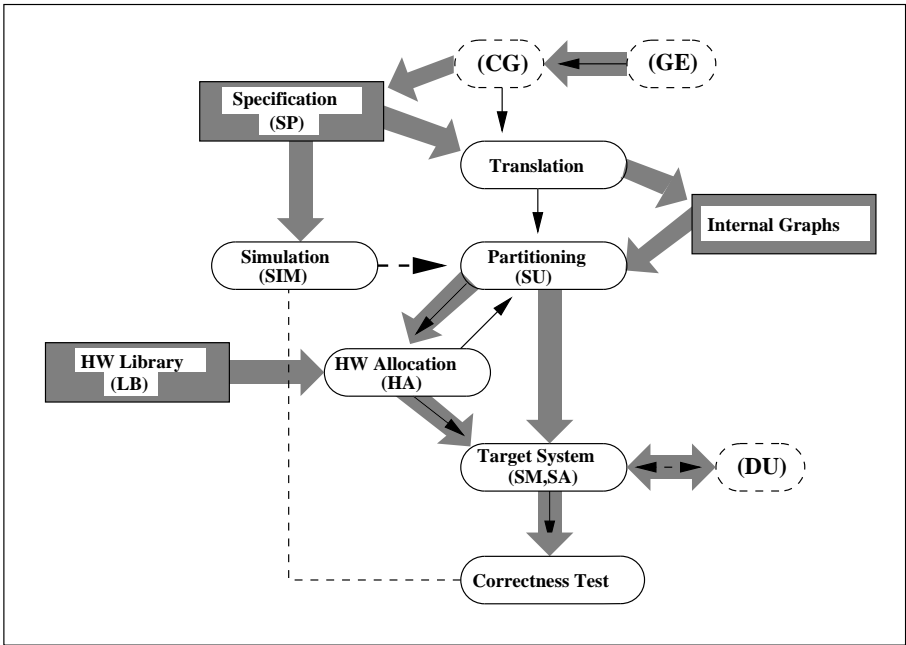 (CG)
(GE)
Specification
(SP)
Translation
Internal Graphs
Simulation
(SIM)
Partitioning
(SU)
HW Library
(LB)
HW Allocation
(HA)
Target System
(SM,SA)
(DU)
Correctness Test